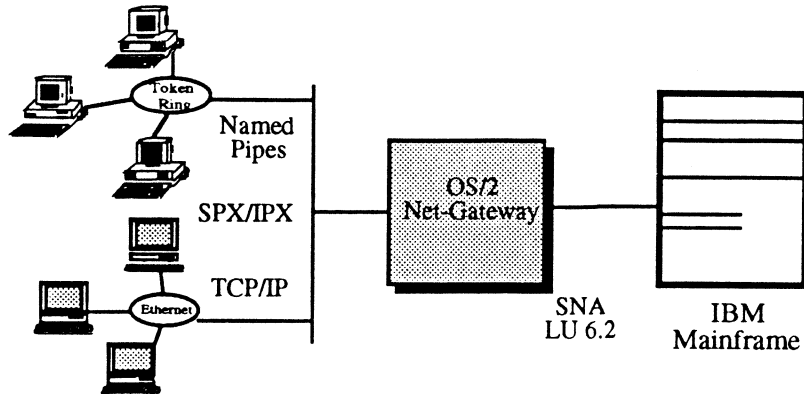 Token
Ring
Named
Pipes
SPX/IPX
TCP/IP
Ethernet
OS/2
Net-Gateway
SNA
LU 6.2
IBM
Mainframe